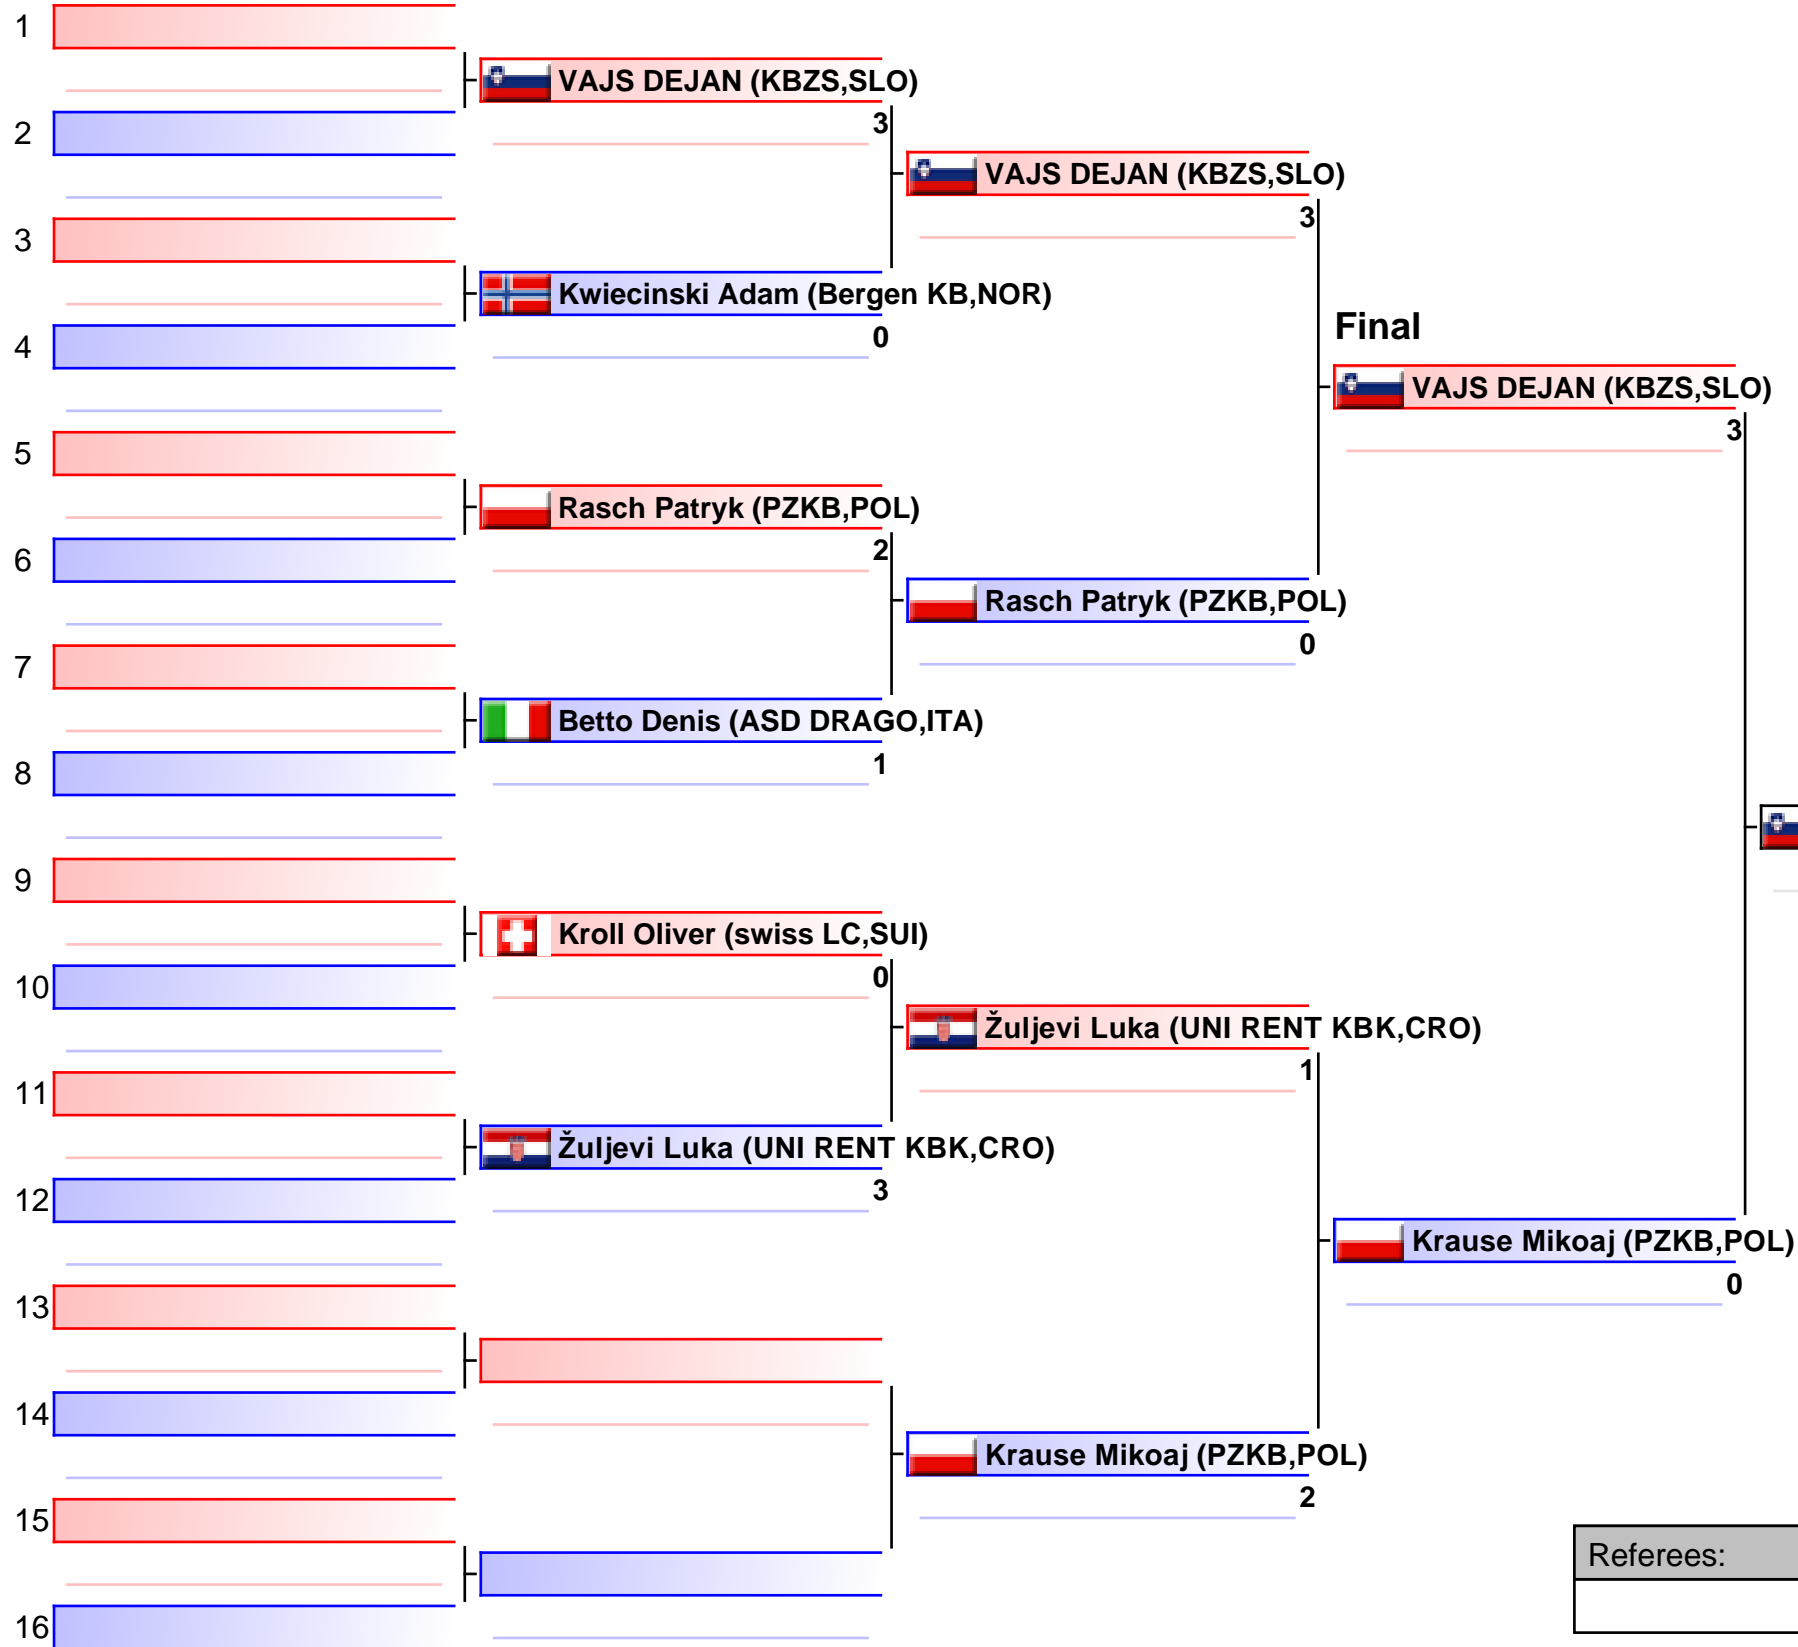 1
VAJS DEJAN (KBZS,SLO)
3
2
VAJS DEJAN (KBZS,SLO)
3
3
Kwiecinski Adam (Bergen KB,NOR)
0
4
Final
VAJS DEJAN (KBZS,SLO)
3
5
Rasch Patryk (PZKB,POL)
2
6
Rasch Patryk (PZKB,POL)
0
7
Betto Denis (ASD DRAGO,ITA)
1
8
9
Kroll Oliver (swiss LC,SUI)
0
10
Žuljevi Luka (UNI RENT KBK,CRO)
1
11
Žuljevi Luka (UNI RENT KBK,CRO)
3
12
Krause Mikoaj (PZKB,POL)
0
13
14
Krause Mikoaj (PZKB,POL)
2
15
Referees:
16